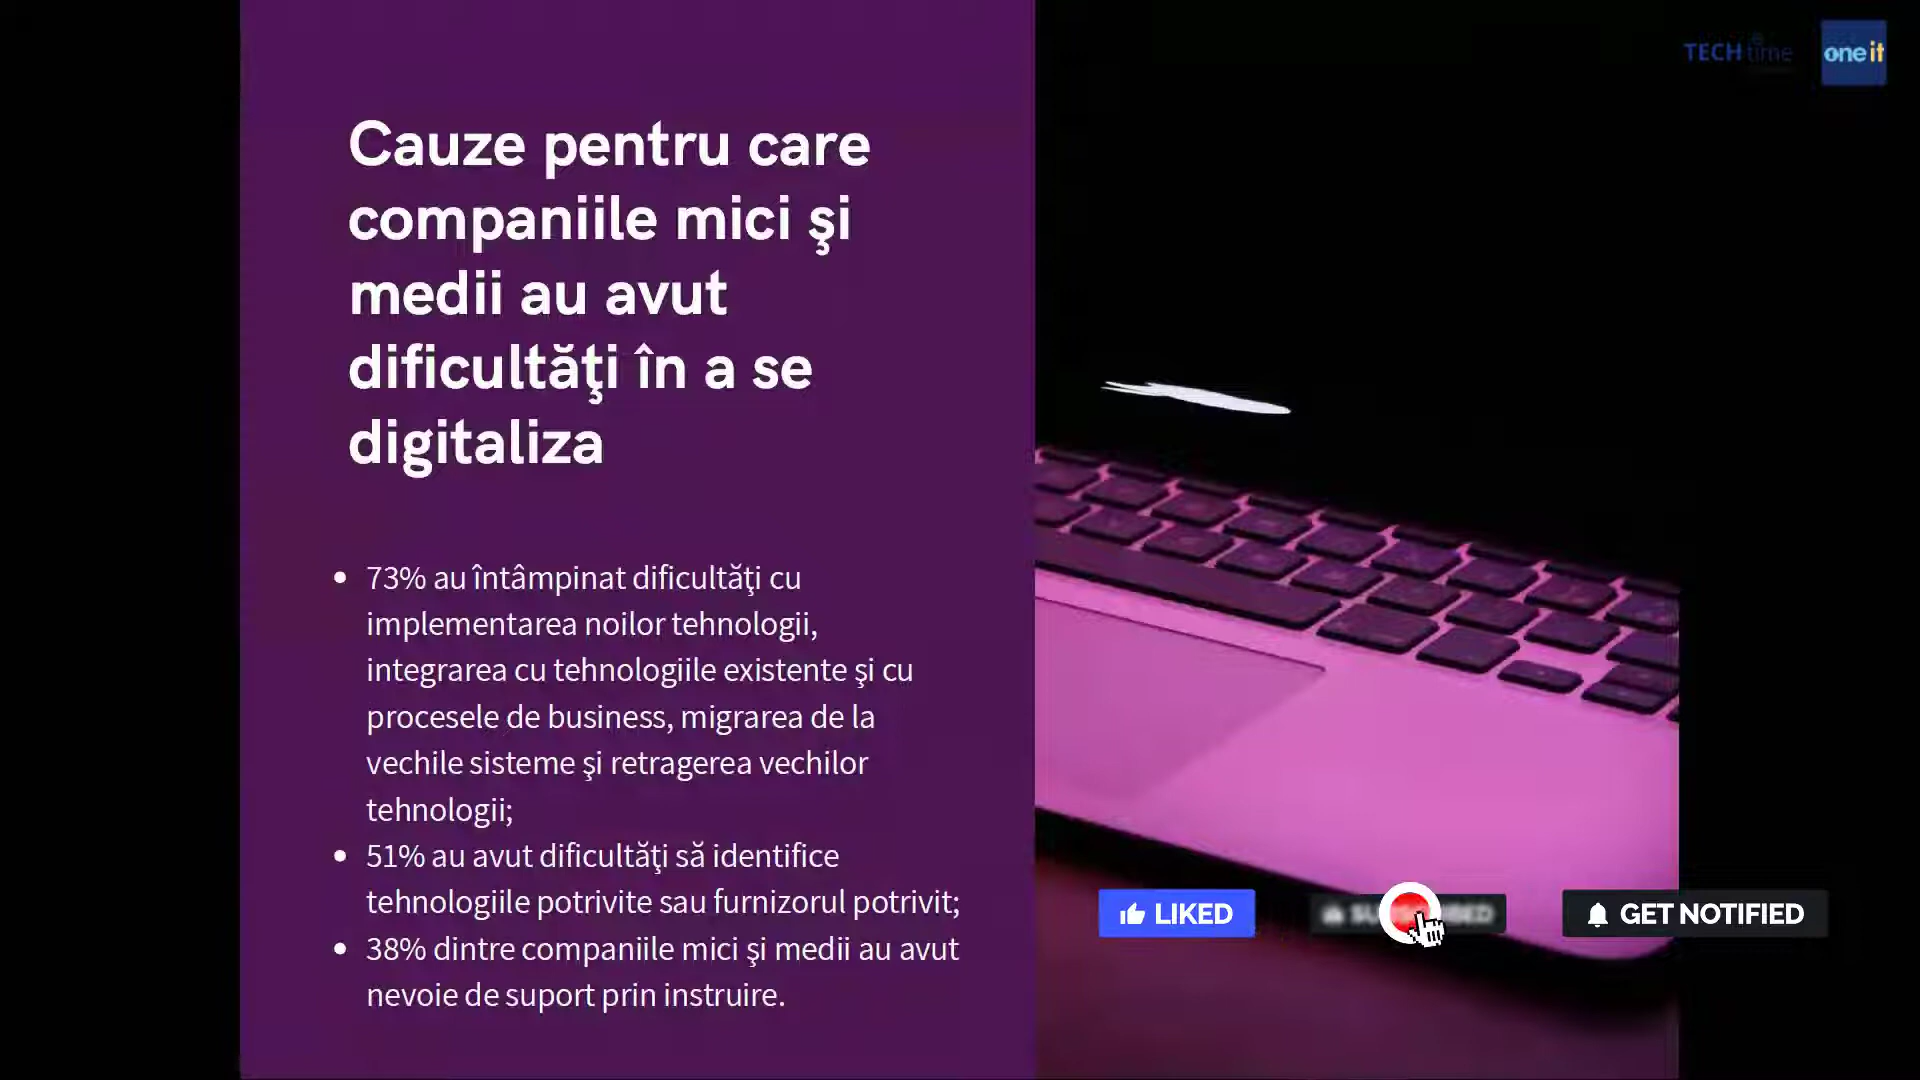 TECH time
one it
Cauze pentru care
companiile mici şi
medii au avut
dificultăţi în a se
digitaliza
• 73% au întâmpinat dificultăţi cu
implementarea noilor tehnologii,
integrarea cu tehnologiile existente şi cu
procesele de business, migrarea de la
vechile sisteme şi retragerea vechilor
tehnologii;
• 51% au avut dificultăţi să identifice
tehnologiile potrivite sau furnizorul potrivit;
• 38% dintre companiile mici şi medii au avut
nevoie de suport prin instruire.
LIKED
GET NOTIFIED